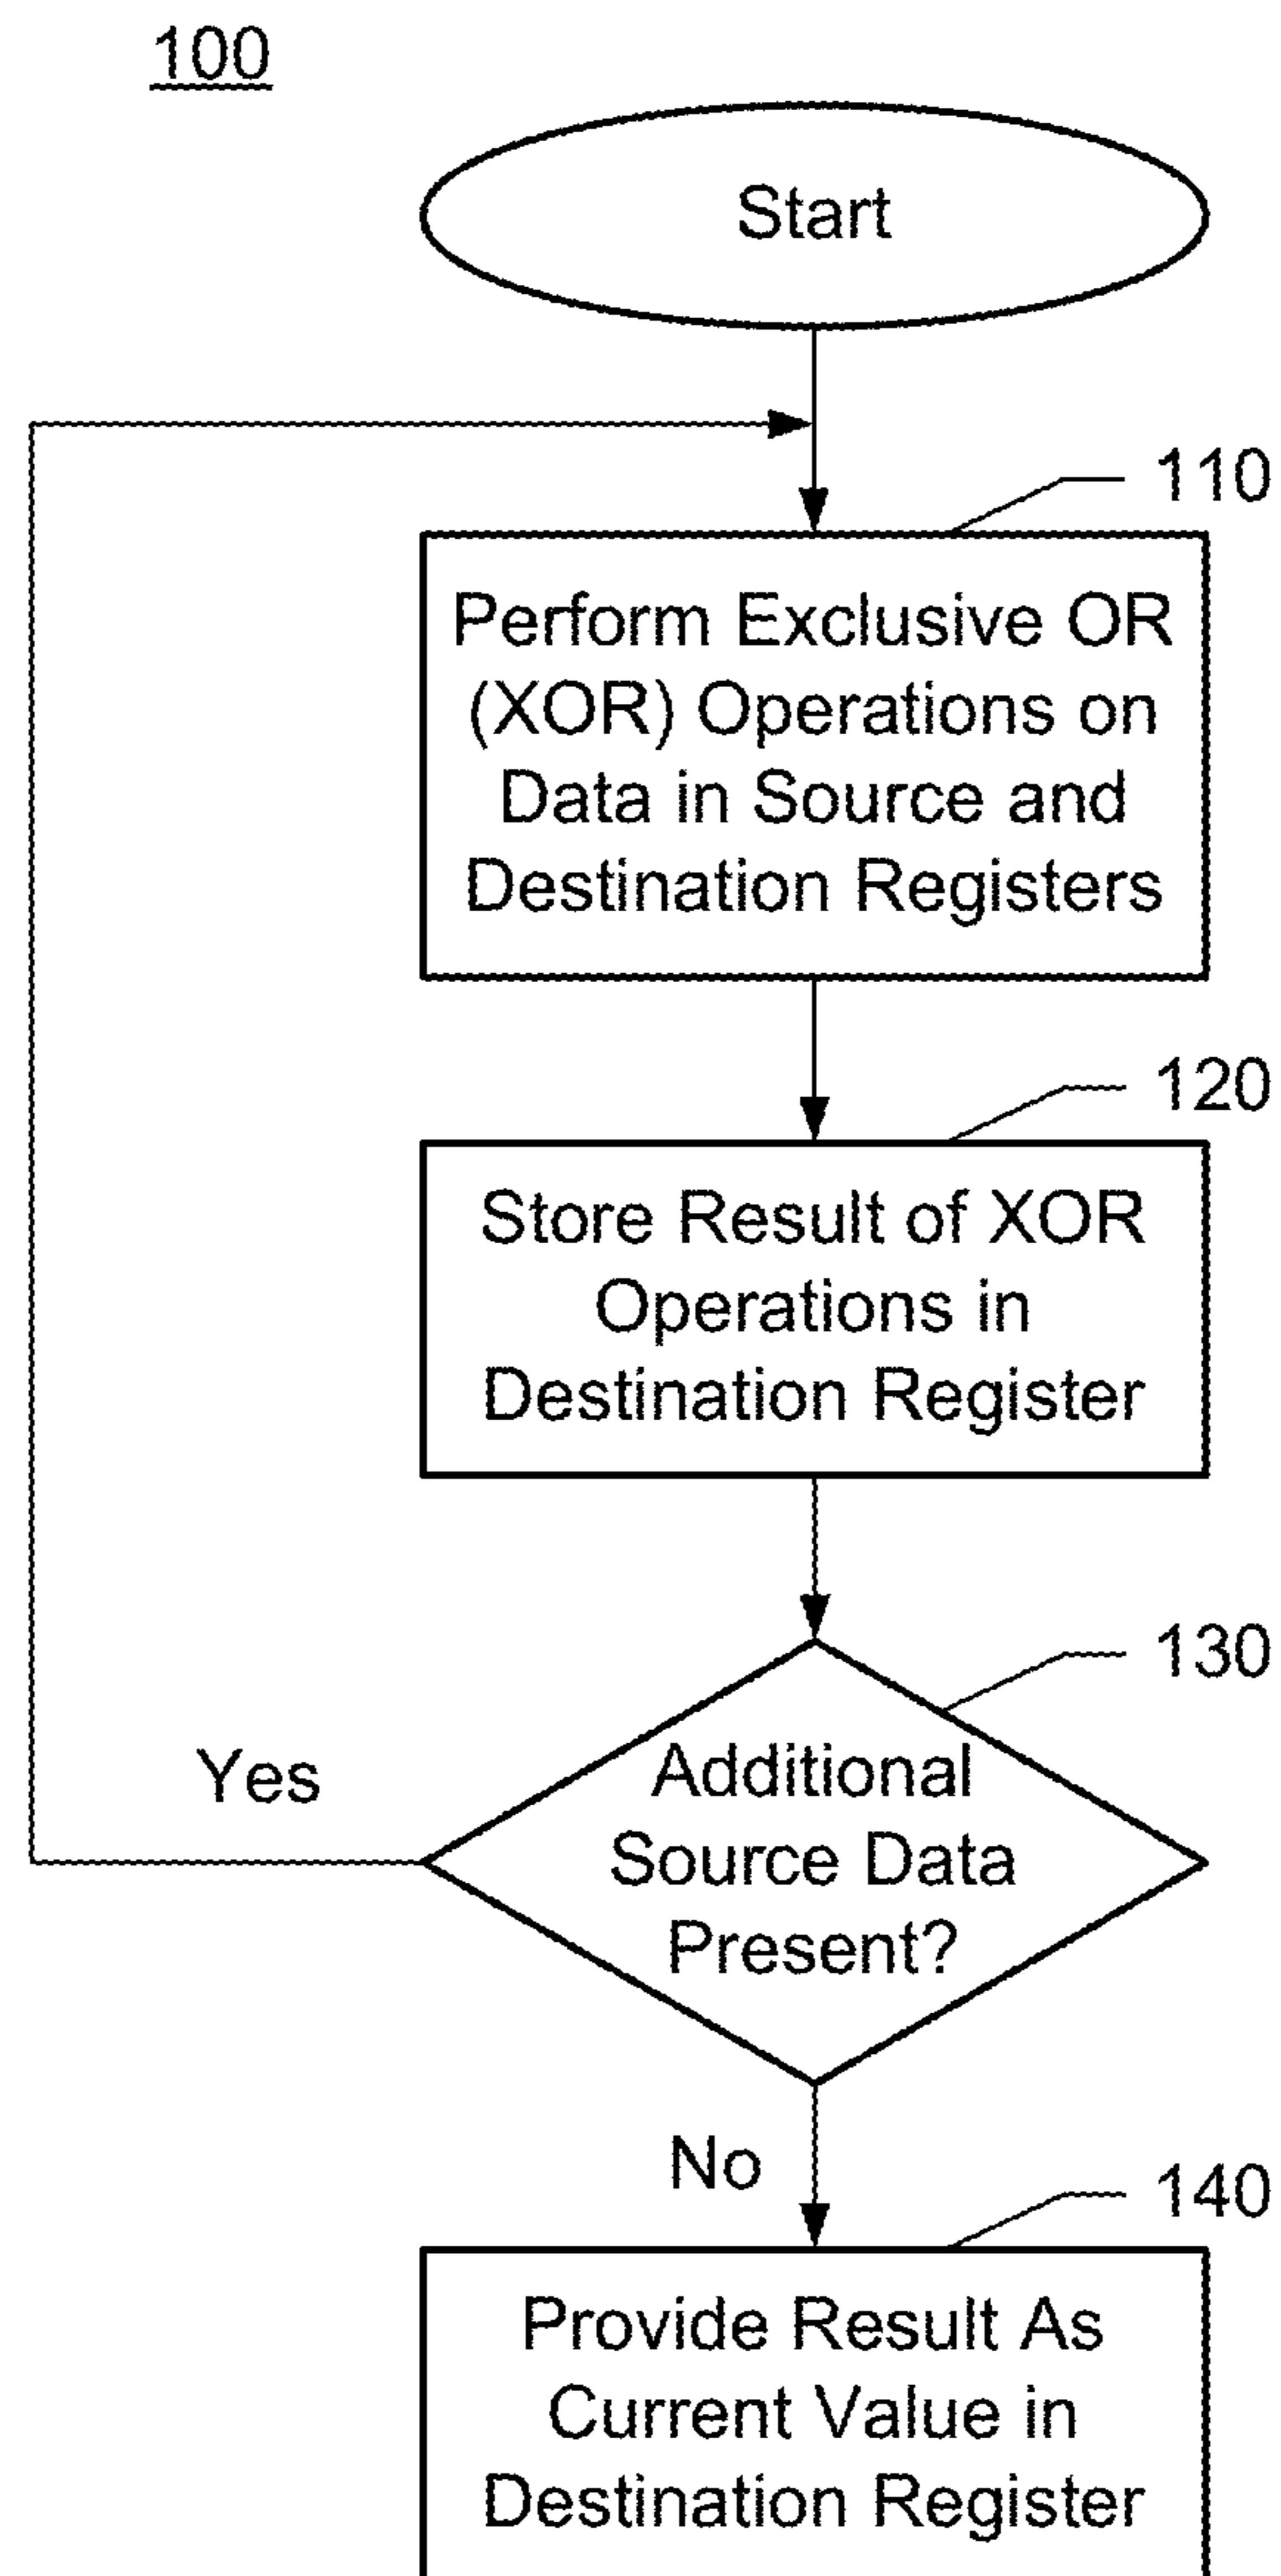 100
Start
110
Perform Exclusive OR
(XOR) Operations on
Data in Source and
Destination Registers
120
Store Result of XOR
Operations in
Destination Register
130
Additional
Source Data
Present?
Yes
No
140
Provide Result As
Current Value in
Destination Register